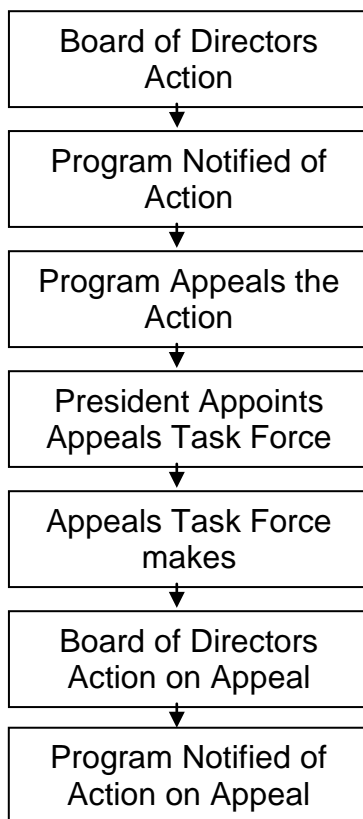 Board of Directors
Action
Program Notified of
Action
Program Appeals the
Action
President Appoints
Appeals Task Force
Appeals Task Force
makes
Board of Directors
Action on Appeal
Program Notified of
Action on Appeal